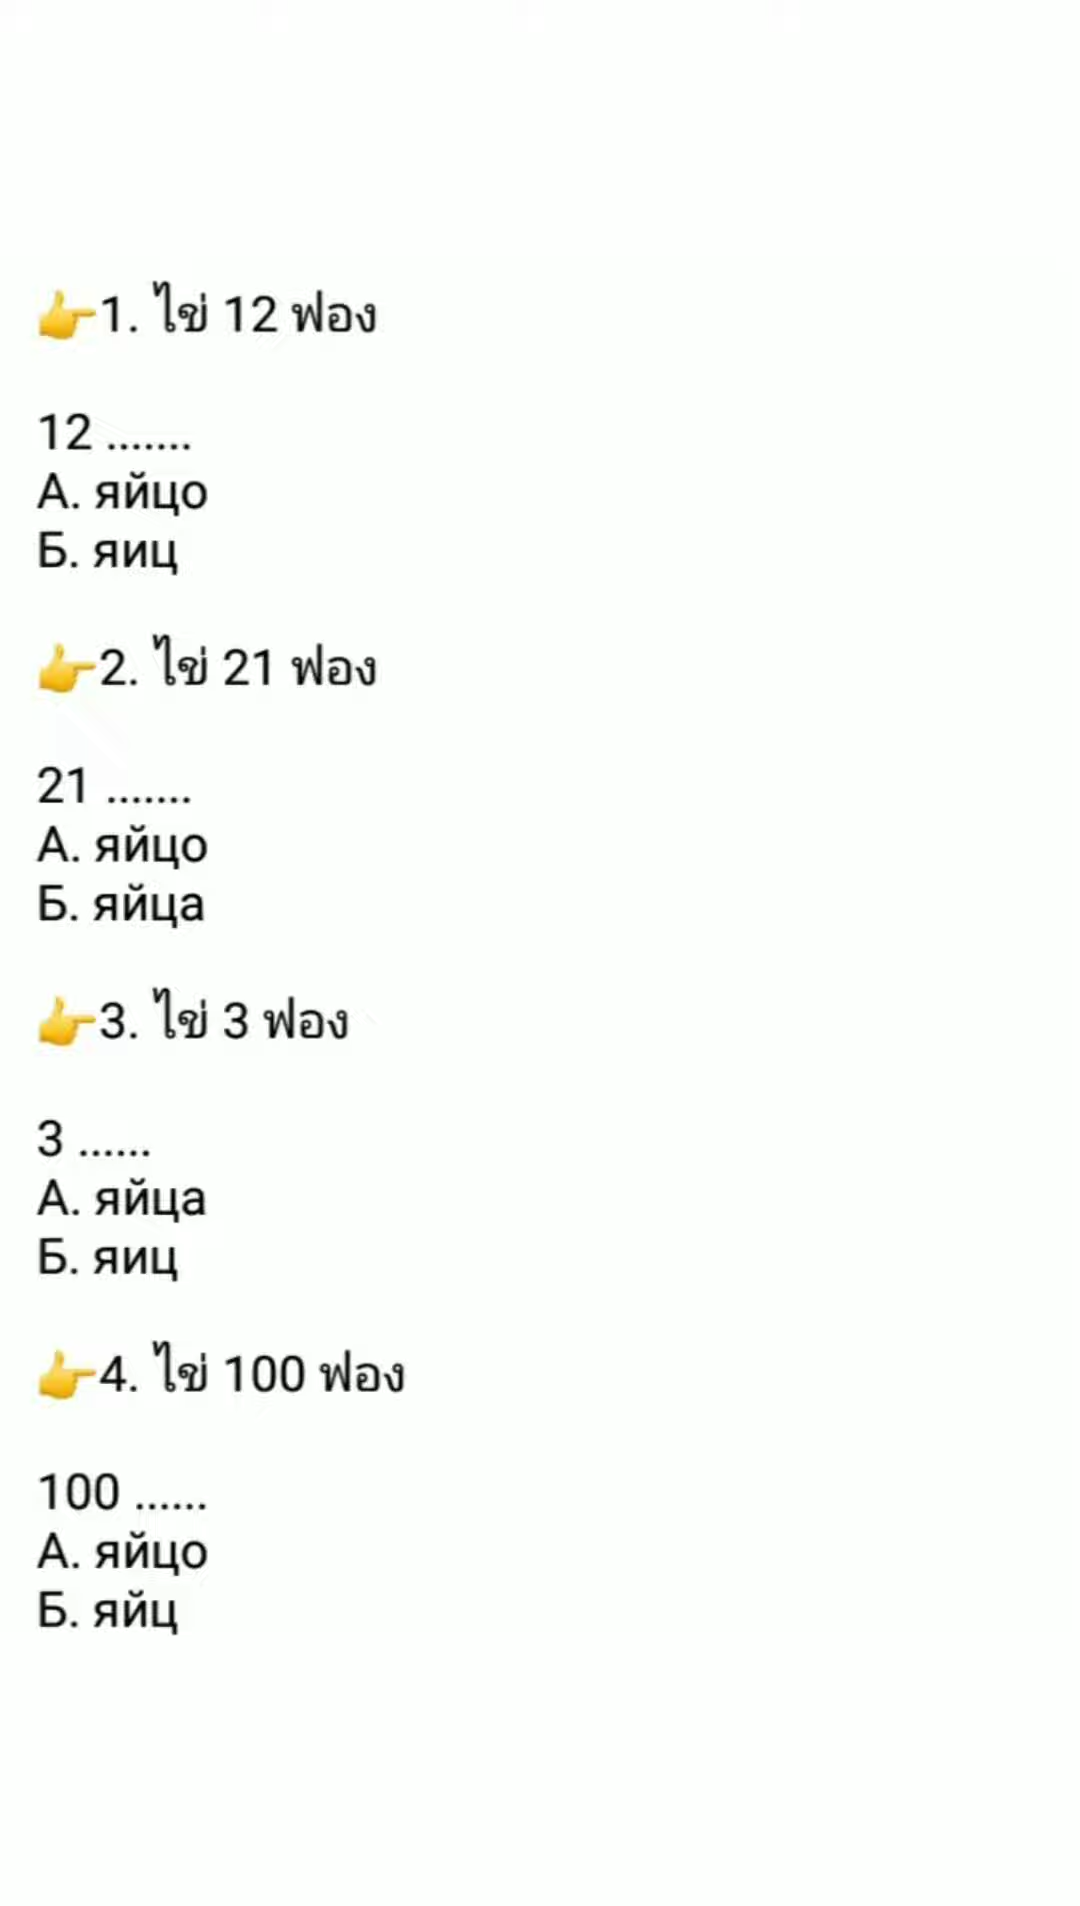 👉1. ไข่ 12 ฟอง
12 .......
А. яйцо
Б. яиц
👉2. ไข่ 21 ฟอง
21 .......
А. яйцо
Б. яйца
👉3. ไข่ 3 ฟอง
3 ......
А. яйца
Б. яиц
👉4. ไข่ 100 ฟอง
100 ......
А. яйцо
Б. яйц